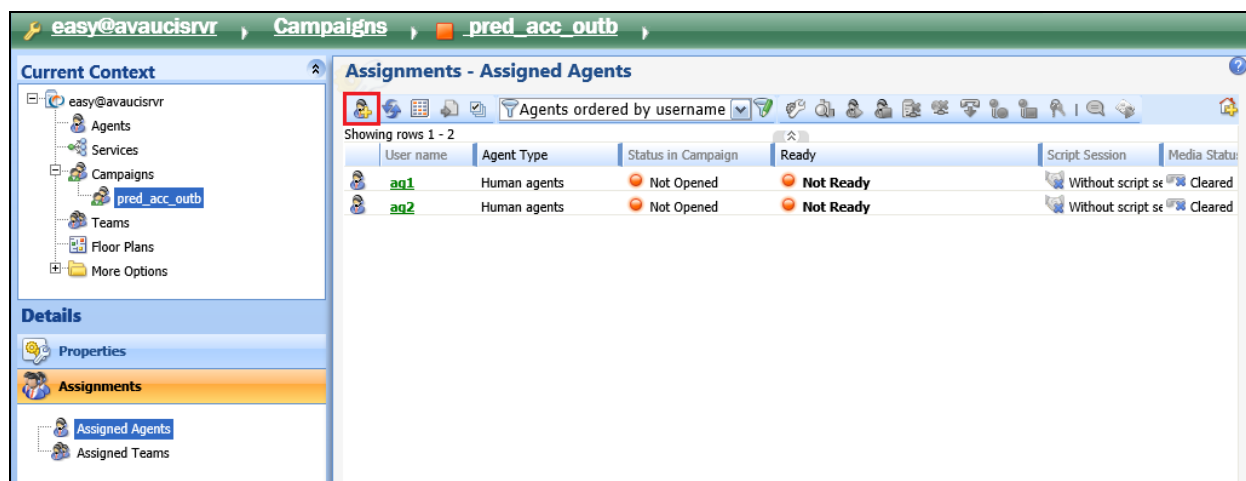 easy@avaucisrvr Campaigns pred_acc_outb
Current Context
easy@avaucisrvr
Agents
Services
Campaigns
pred_acc_outb
Teams
Floor Plans
More Options
Details
Properties
Assignments
Assigned Agents
Assigned Teams
Assignments - Assigned Agents
Agents ordered by username
Showing rows 1 - 2
User name Agent Type Status in Campaign Ready Script Session Media Statu
ag1 Human agents Not Opened Not Ready Without script se Cleared
ag2 Human agents Not Opened Not Ready Without script se Cleared